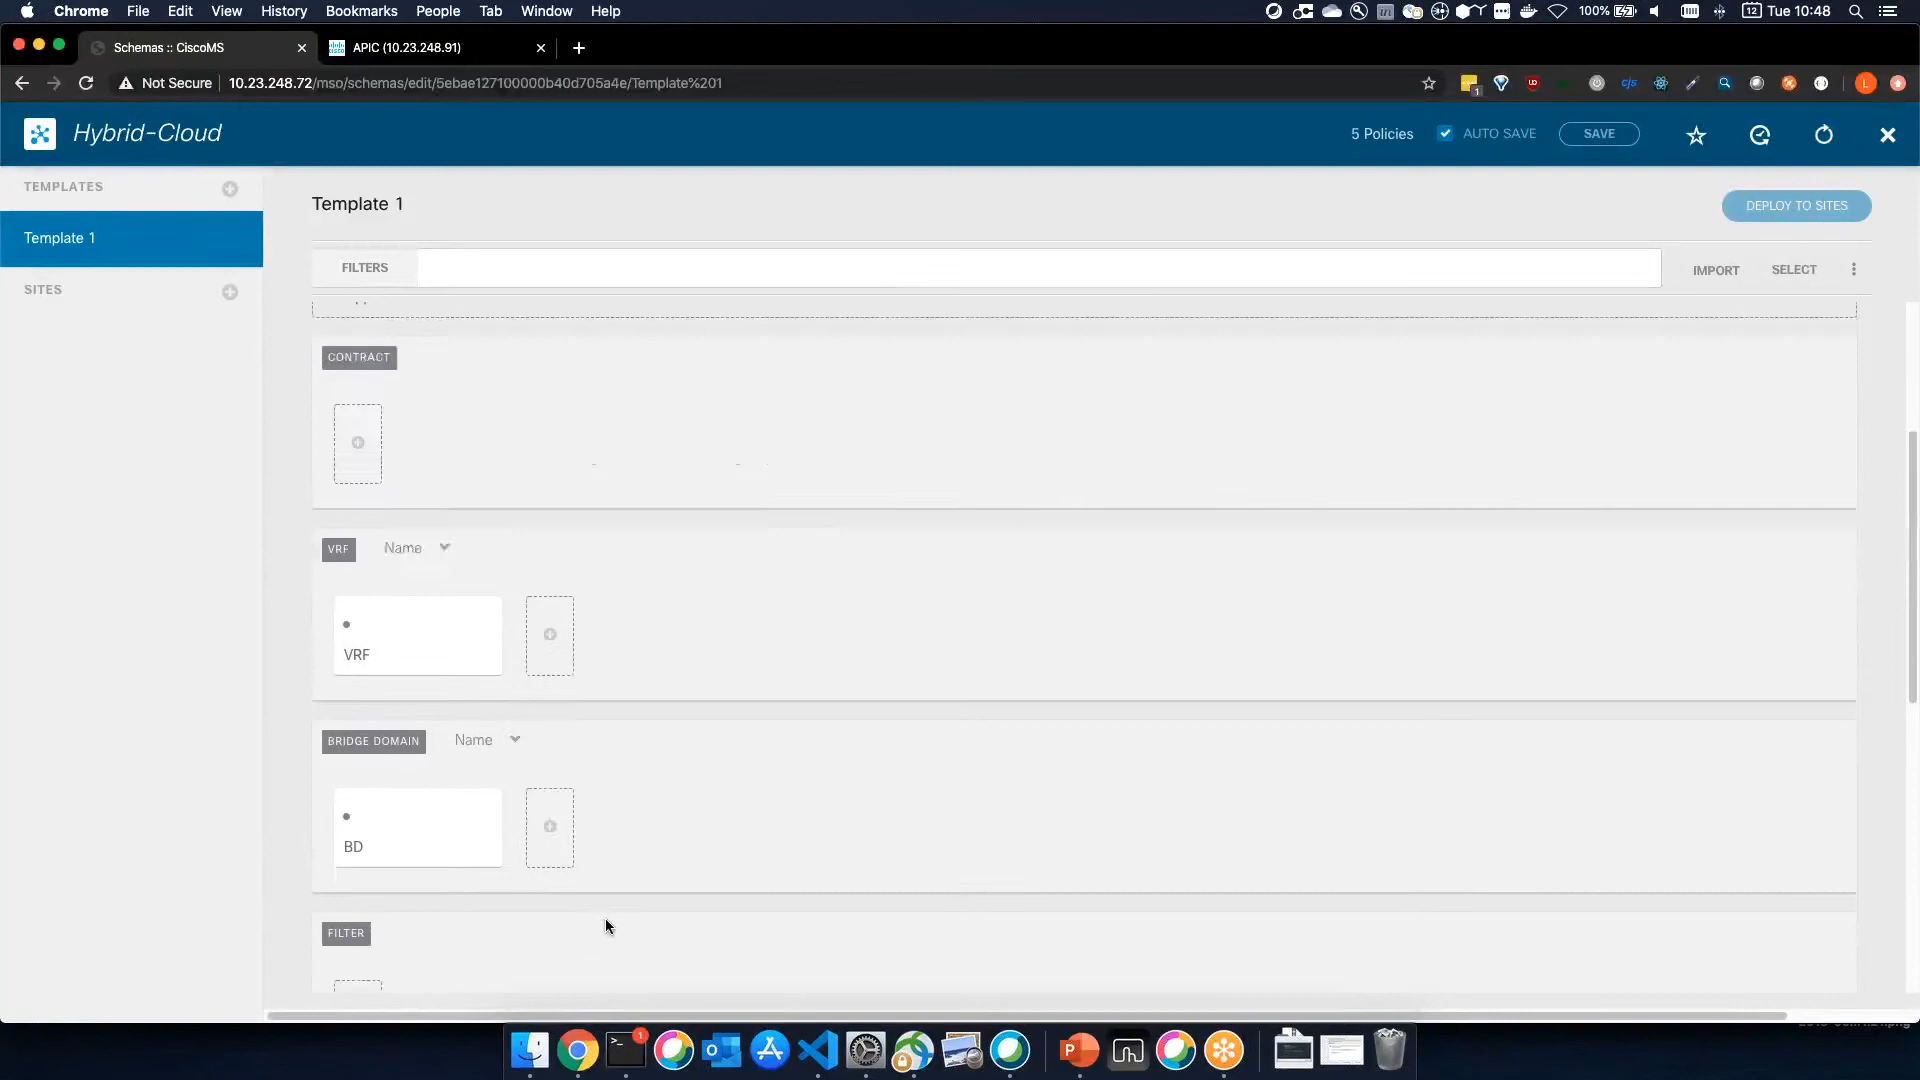 Chrome File Edit View History Bookmarks People Tab Window Help
100% Tue 10:48
Schemas :: CiscoMS
APIC (10.23.248.91)
Not Secure 10.23.248.72/mso/schemas/edit/5ebae127100000b40d705a4e/Template%201
Hybrid-Cloud
5 Policies AUTO SAVE SAVE
TEMPLATES
Template 1
SITES
Template 1
DEPLOY TO SITES
FILTERS
IMPORT SELECT
CONTRACT
VRF Name
VRF
BRIDGE DOMAIN Name
BD
FILTER